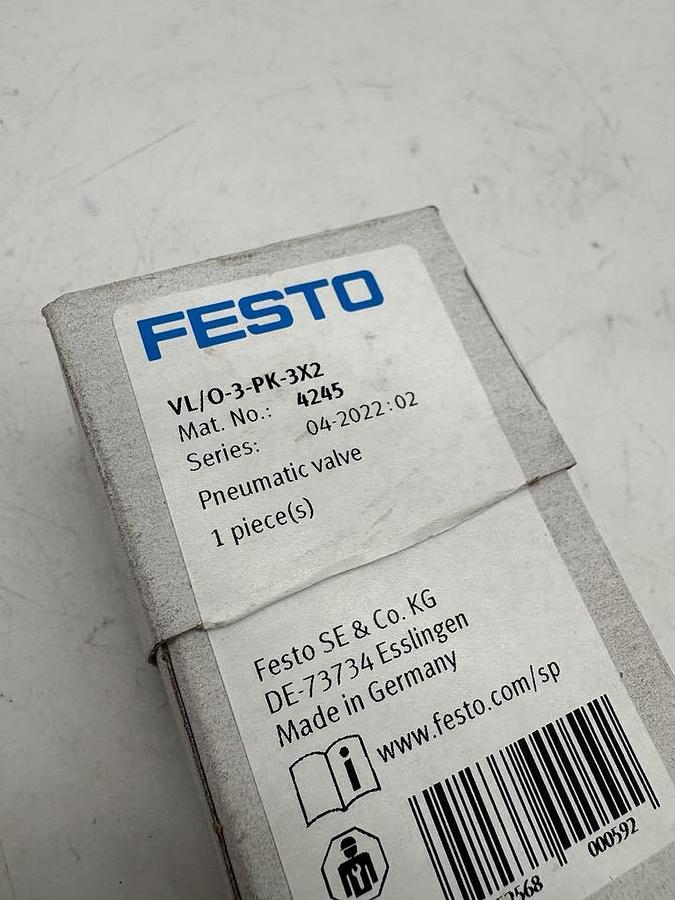 FESTO
VL/O-3-PK-3X2
Mat. No.: 4245
Series: 04-2022:02
Pneumatic valve
1 piece(s)
Festo SE & Co. KG
DE-73734 Esslingen
Made in Germany
i www.festo.com/sp
000592